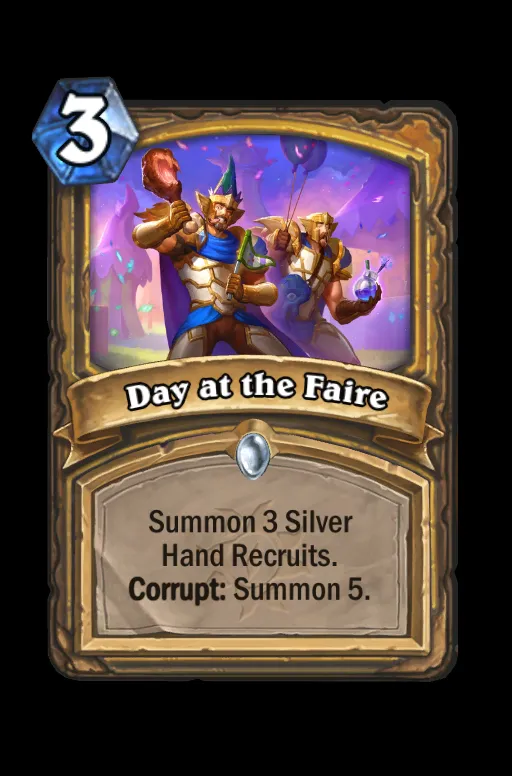 3
Day at the Faire
Summon 3 Silver
Hand Recruits.
Corrupt: Summon 5.